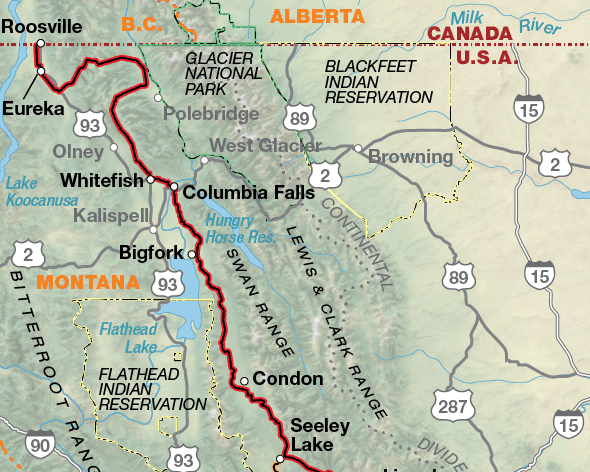 Roosville
B.C.
ALBERTA
Milk
River
CANADA
U.S.A.
GLACIER
NATIONAL
PARK
BLACKFEET
INDIAN
RESERVATION
Eureka
93
Polebridge
89
15
Olney
West Glacier
Browning
2
2
Whitefish
Columbia Falls
Lake
Koocanusa
Kalispell
Hungry
Horse Res.
CONTINENTAL
2
Bigfork
93
MONTANA
SWAN RANGE
LEWIS & CLARK RANGE
89
15
BITTERROOT RANG
Flathead
Lake
FLATHEAD
INDIAN
RESERVATION
Condon
287
15
Seeley
Lake
DIVIDE
90
93